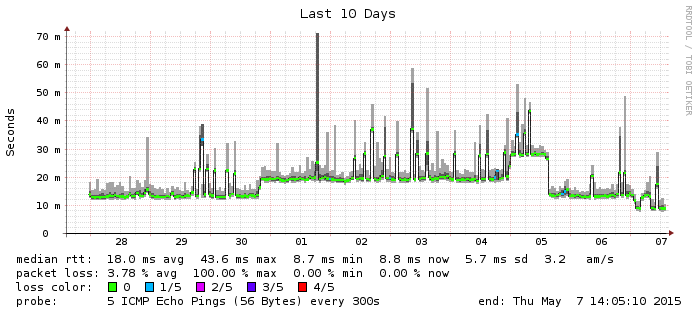 Last 10 Days
RRDTOOL / TOBI OETIKER
Seconds
70 m
60 m
50 m
40 m
30 m
20 m
10 m
0
28 29 30 01 02 03 04 05 06 07
median rtt: 18.0 ms avg 43.6 ms max 8.7 ms min 8.8 ms now 5.7 ms sd 3.2 am/s
packet loss: 3.78 % avg 100.00 % max 0.00 % min 0.00 % now
loss color: 0 1/5 2/5 3/5 4/5
probe: 5 ICMP Echo Pings (56 Bytes) every 300s end: Thu May 7 14:05:10 2015